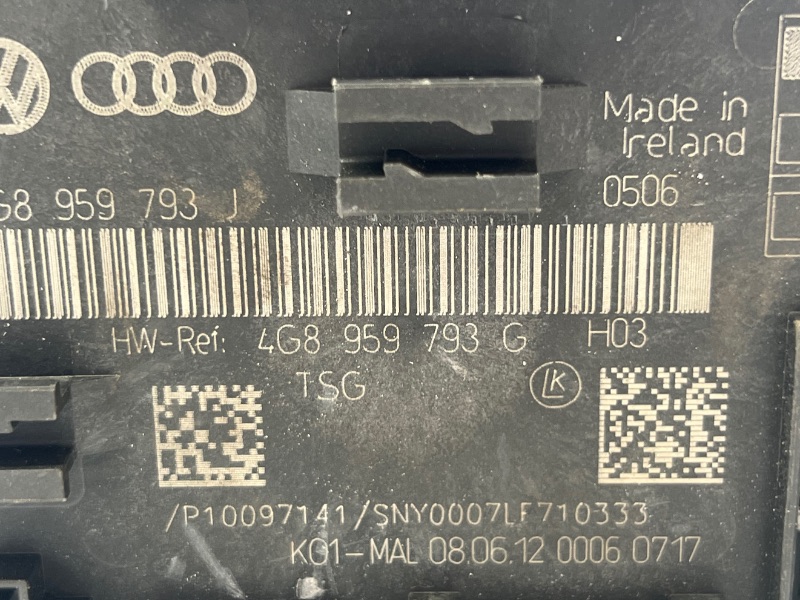 Made in
Ireland
0506
G8 959 793 J
HW-Ref: 4G8 959 793 G H03
TSG
LK
/P10097141/SNY0007LF710333
K01-MAL 08.06.12 0006 0717